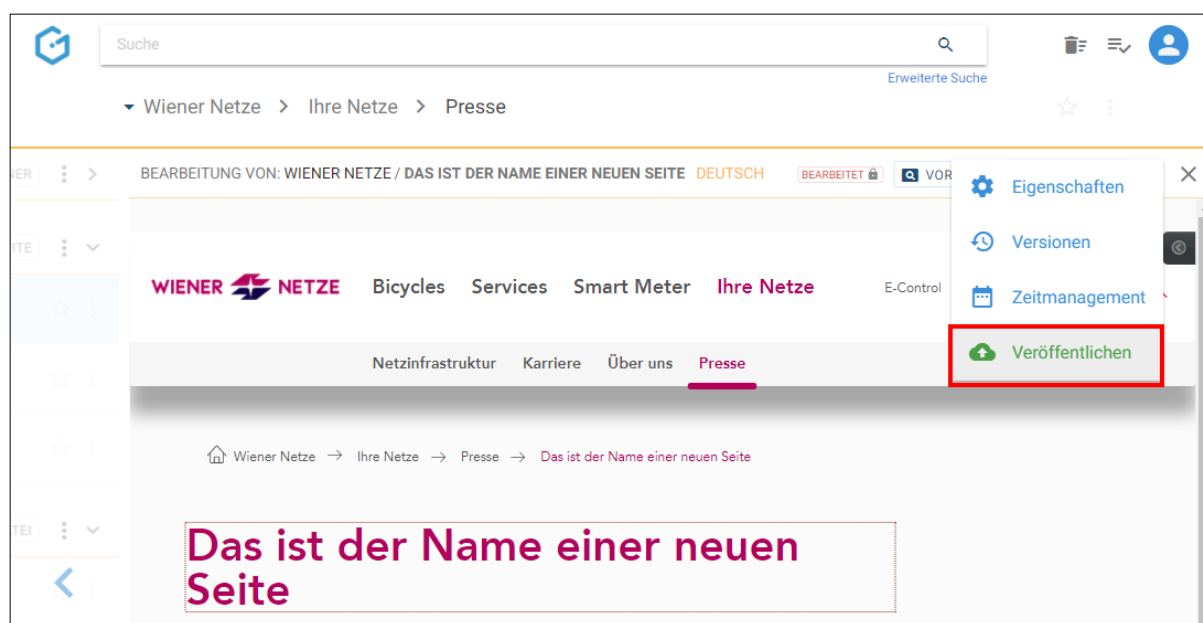 Suche
Erweiterte Suche
Wiener Netze > Ihre Netze > Presse
BEARBEITUNG VON: WIENER NETZE / DAS IST DER NAME EINER NEUEN SEITE DEUTSCH BEARBEITET VOR
Eigenschaften
Versionen
WIENER NETZE Bicycles Services Smart Meter Ihre Netze E-Control
Zeitmanagement
Veröffentlichen
Netzinfrastruktur Karriere Über uns Presse
Wiener Netze → Ihre Netze → Presse → Das ist der Name einer neuen Seite
Das ist der Name einer neuen
Seite